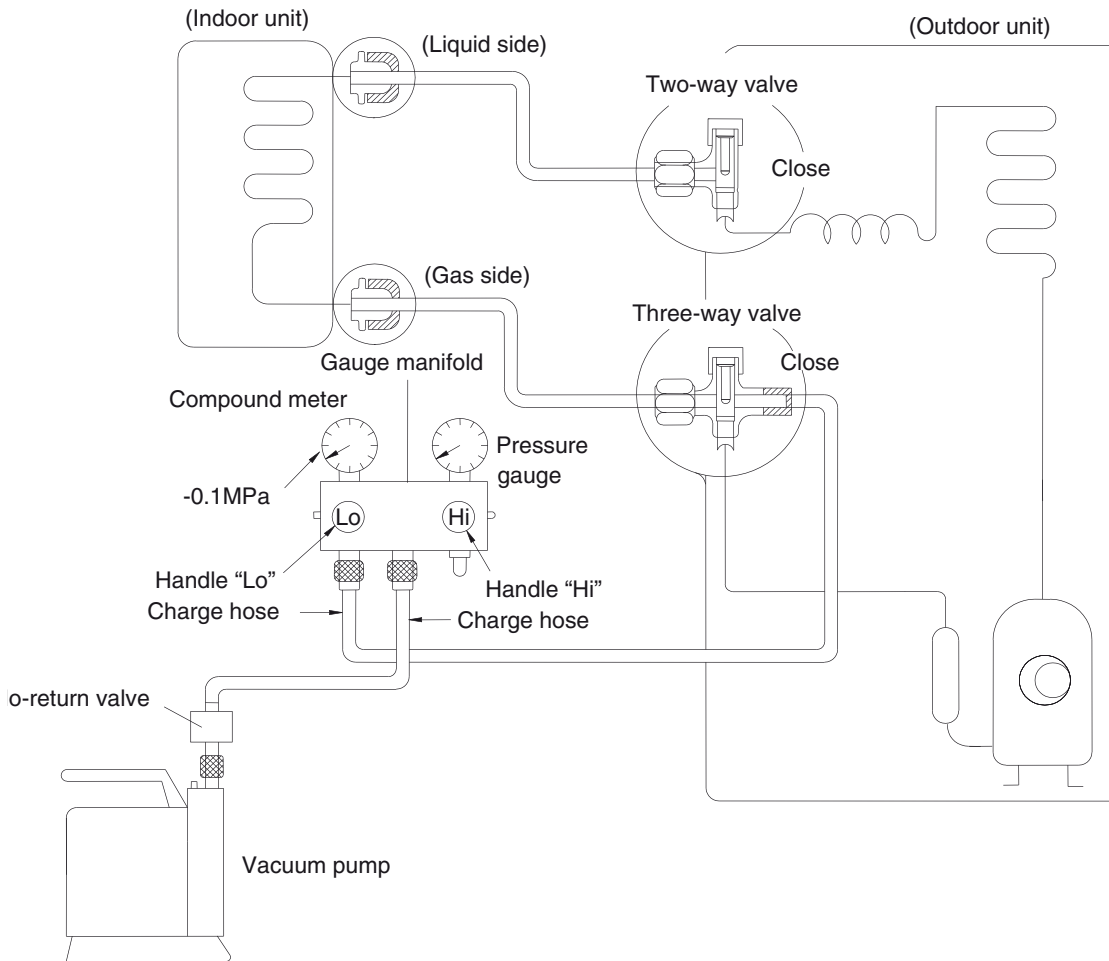 (Indoor unit)
(Liquid side)
(Outdoor unit)
Two-way valve
Close
(Gas side)
Three-way valve
Close
Gauge manifold
Compound meter
Pressure
gauge
-0.1MPa
Lo
Hi
Handle “Lo”
Handle “Hi”
Charge hose
Charge hose
o-return valve
Vacuum pump